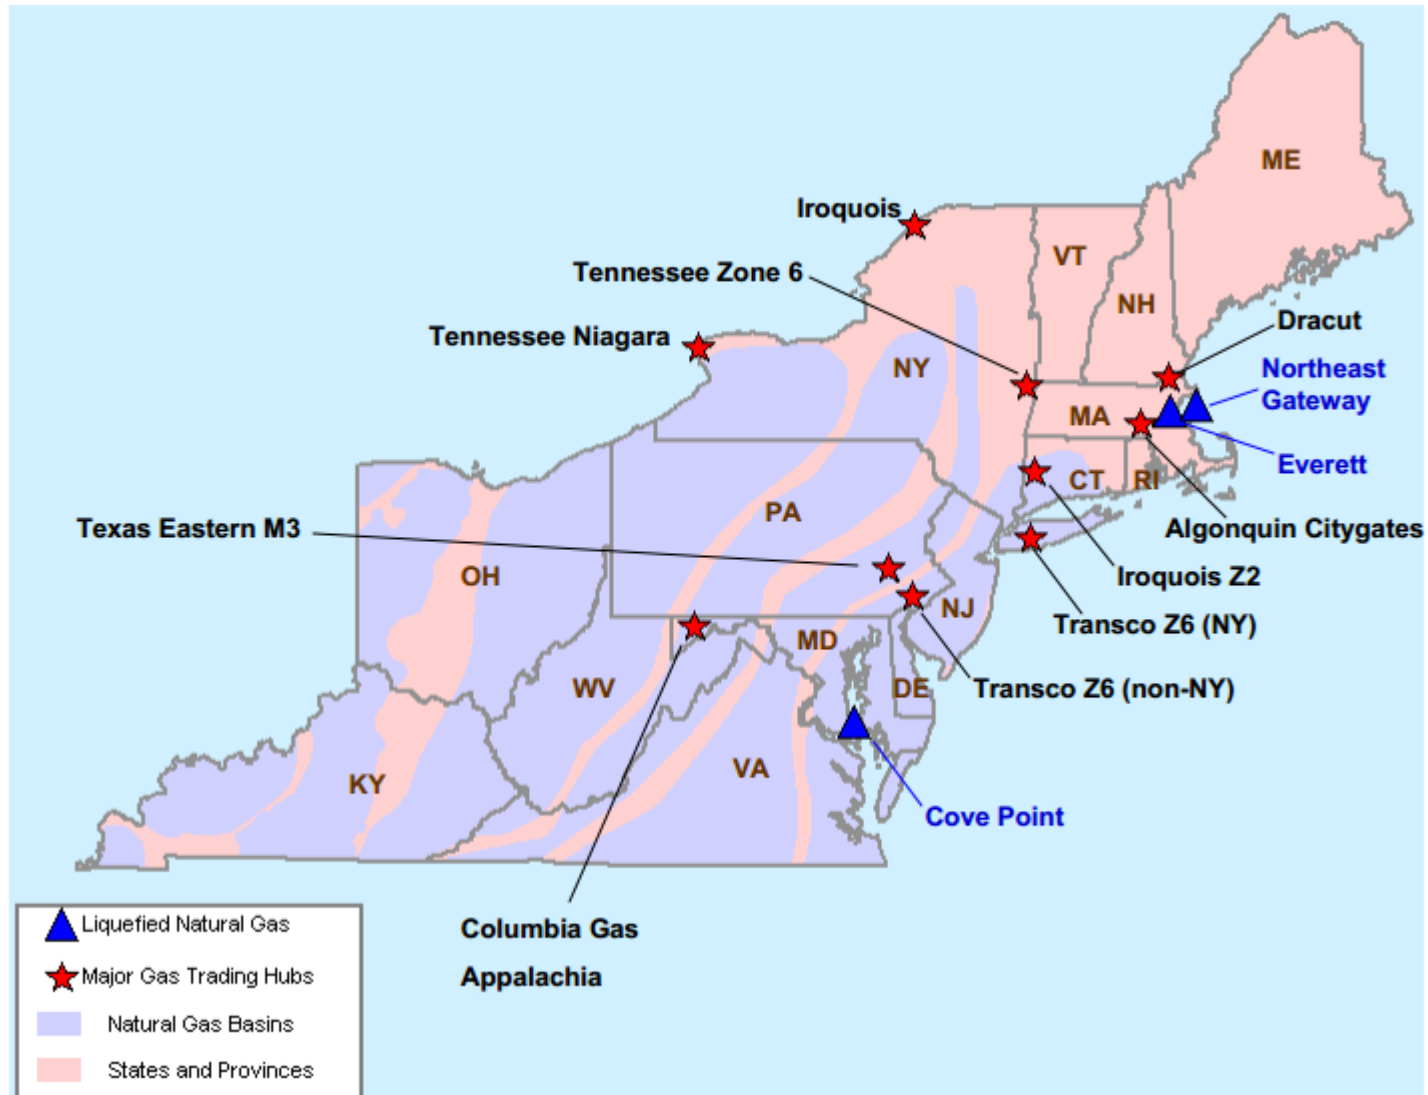 ME
Iroquois
VT
Tennessee Zone 6
NH
Dracut
Tennessee Niagara
NY
Northeast
Gateway
MA
Everett
CT
RI
PA
Texas Eastern M3
Algonquin Citygates
OH
Iroquois Z2
NJ
Transco Z6 (NY)
MD
WV
DE
Transco Z6 (non-NY)
VA
KY
Cove Point
Columbia Gas
Appalachia
Liquefied Natural Gas
Major Gas Trading Hubs
Natural Gas Basins
States and Provinces